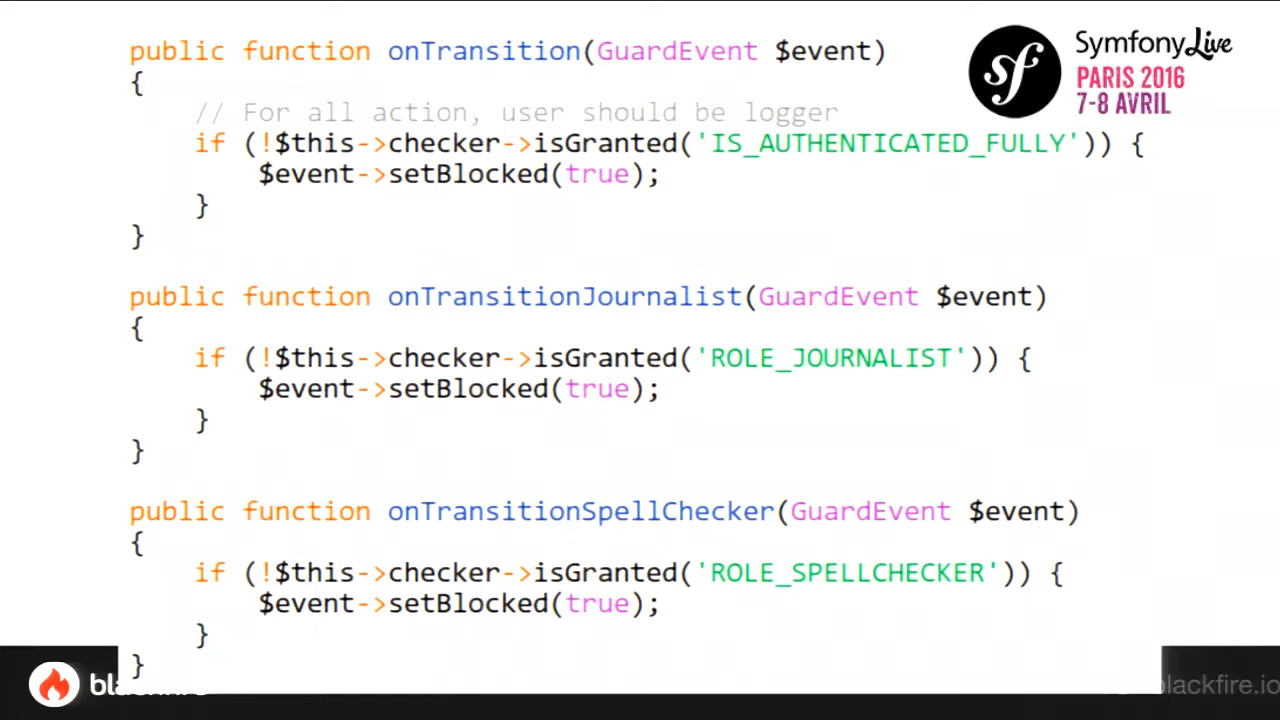 public function onTransition(GuardEvent $event)
{
    // For all action, user should be logger
    if (!$this->checker->isGranted('IS_AUTHENTICATED_FULLY')) {
        $event->setBlocked(true);
    }
}
public function onTransitionJournalist(GuardEvent $event)
{
    if (!$this->checker->isGranted('ROLE_JOURNALIST')) {
        $event->setBlocked(true);
    }
}
public function onTransitionSpellChecker(GuardEvent $event)
{
    if (!$this->checker->isGranted('ROLE_SPELLCHECKER')) {
        $event->setBlocked(true);
    }
}
sf
SymfonyLive
PARIS 2016
7-8 AVRIL
blackfire.io